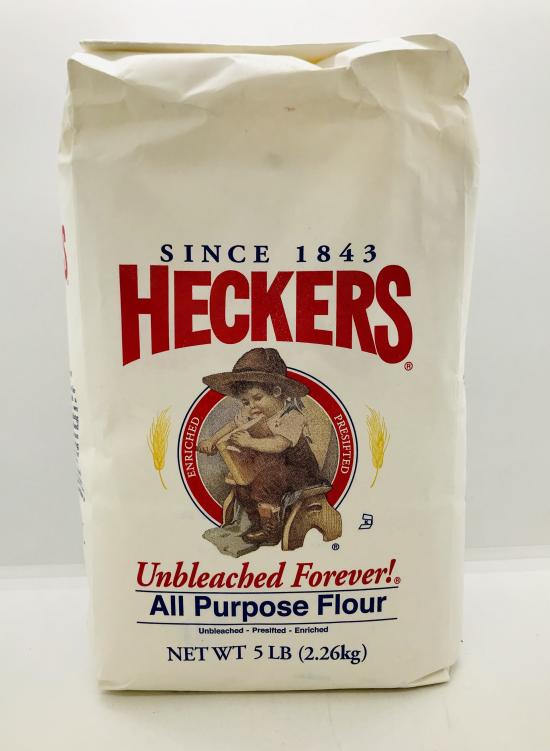 SINCE 1843
HECKERS®
ENRICHED
PRESIFTED
®
Unbleached Forever!®
All Purpose Flour
Unbleached - Presifted - Enriched
NET WT 5 LB (2.26kg)